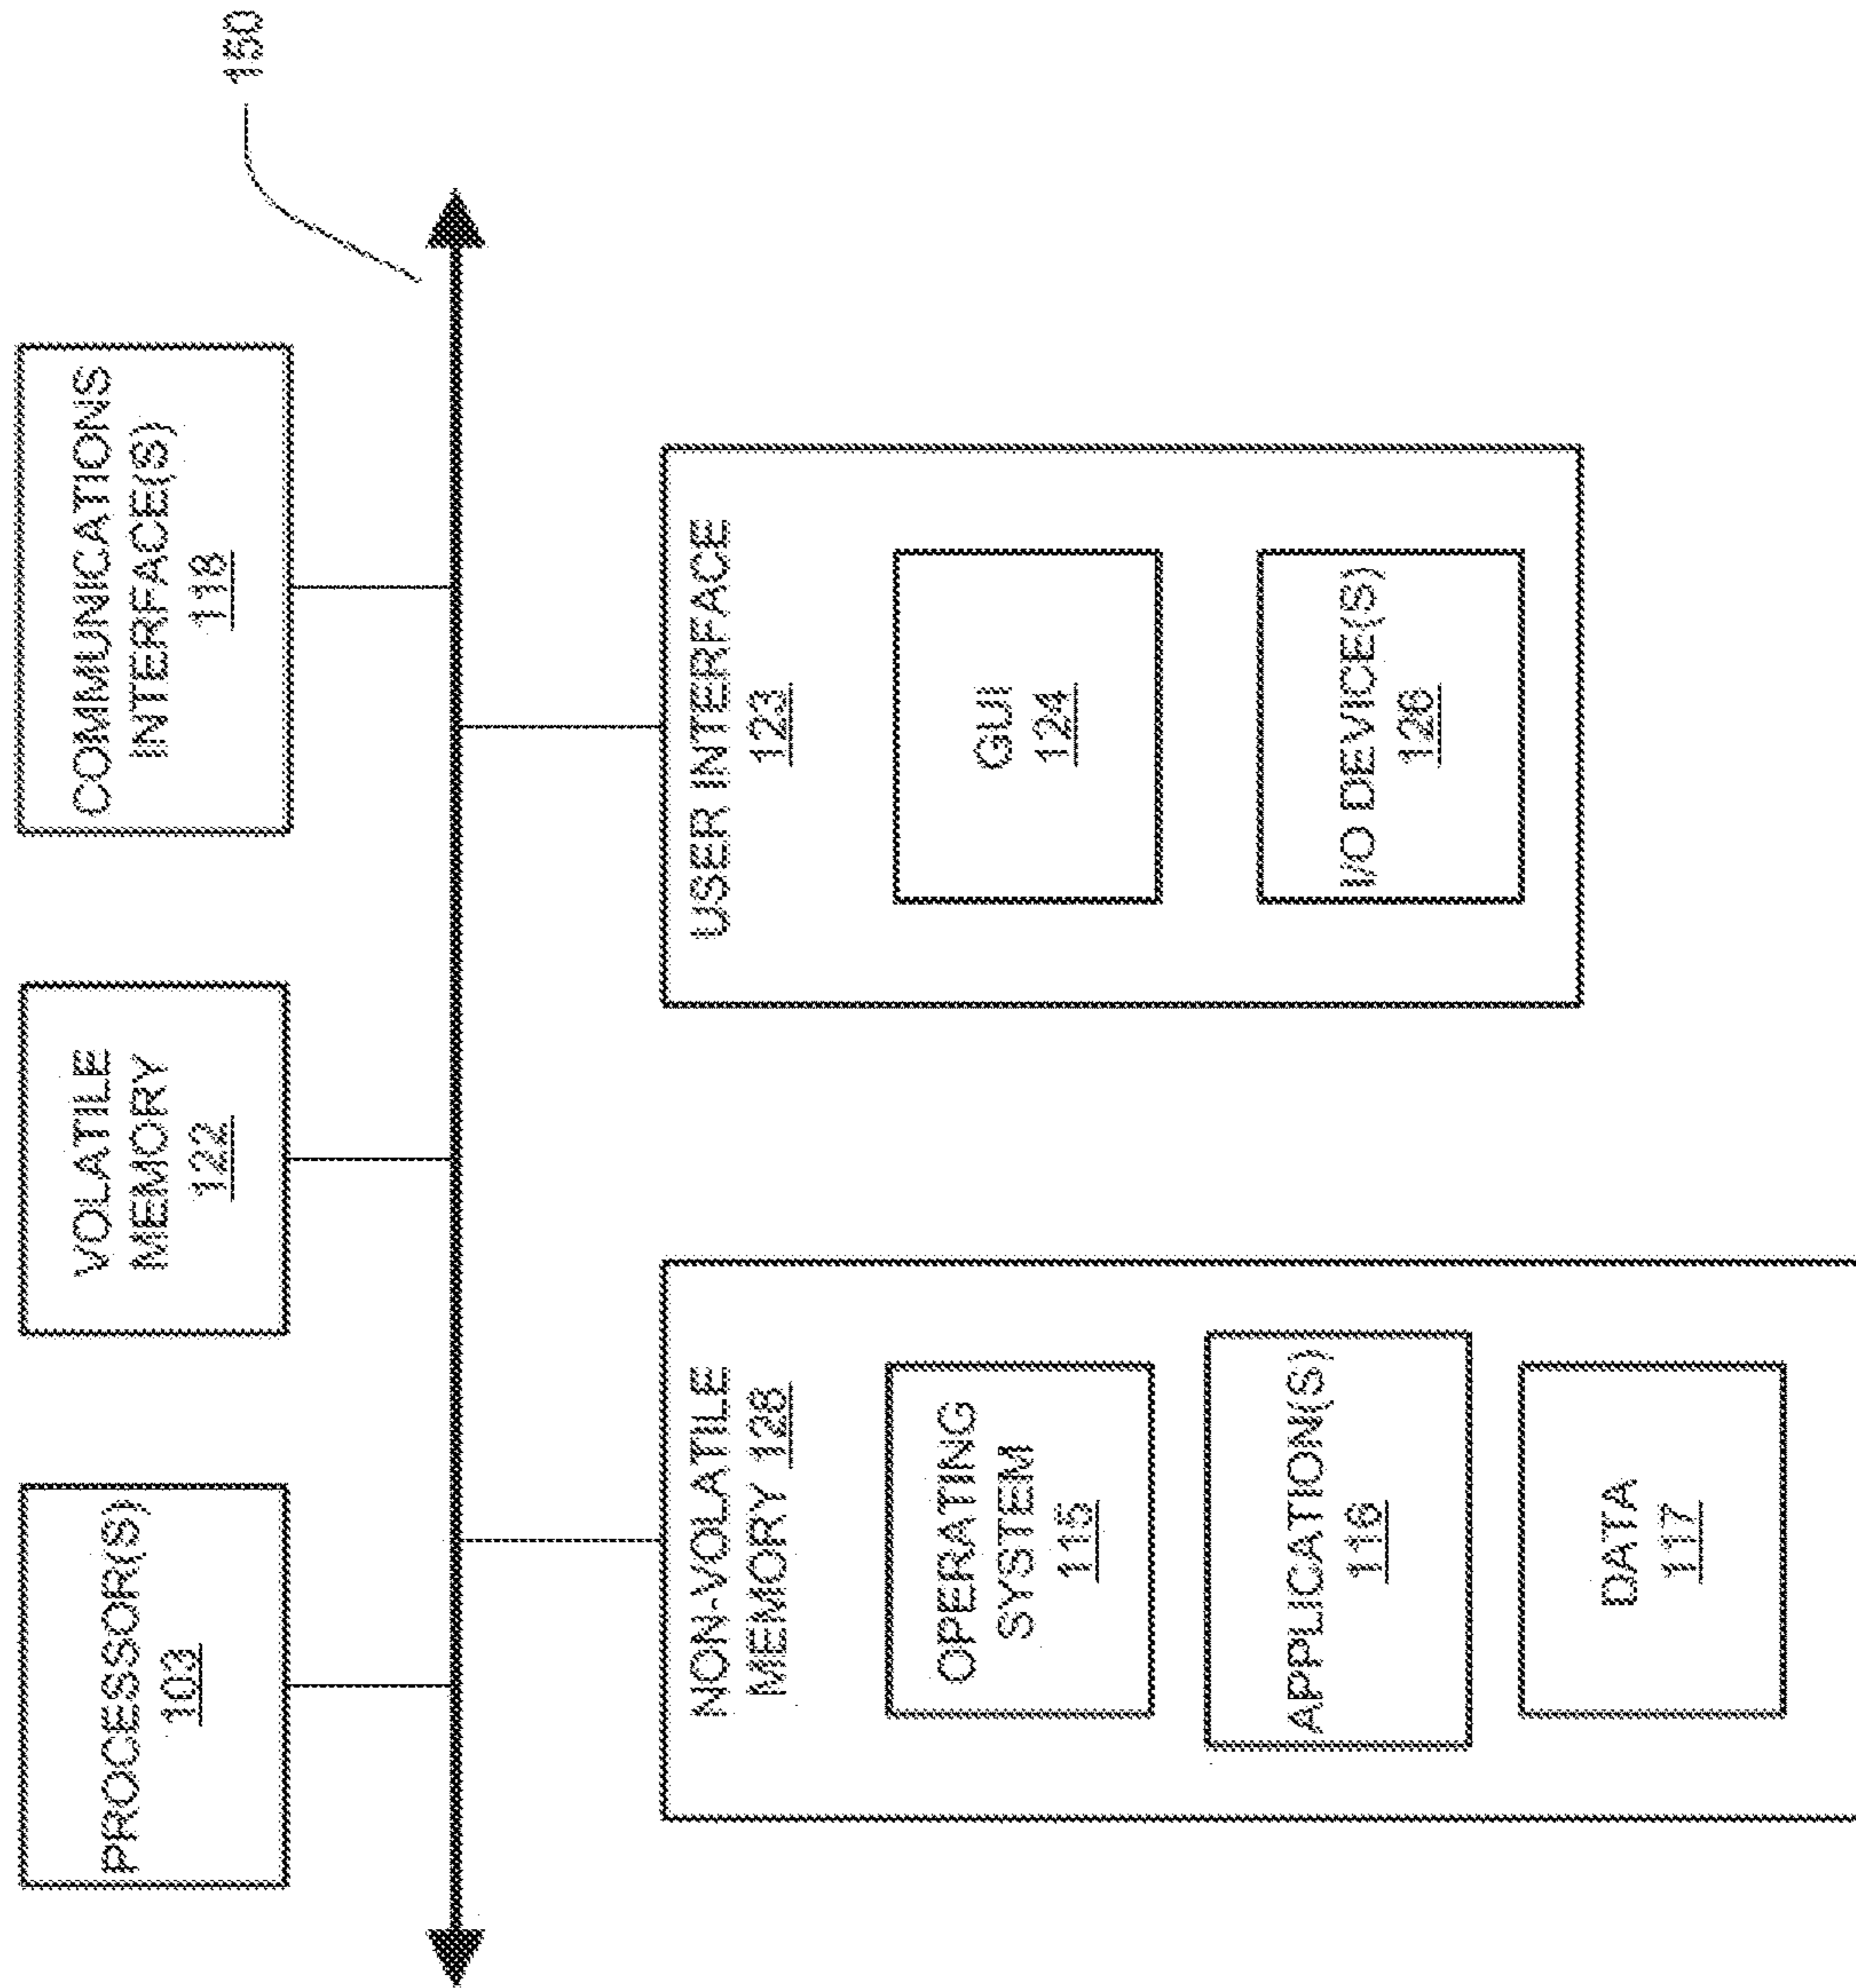 150
PROCESSOR(S)
103
VOLATILE
MEMORY
122
COMMUNICATIONS
INTERFACE(S)
118
NON-VOLATILE
MEMORY 128
OPERATING
SYSTEM
115
APPLICATION(S)
116
DATA
117
USER INTERFACE
123
GUI
124
I/O DEVICE(S)
126